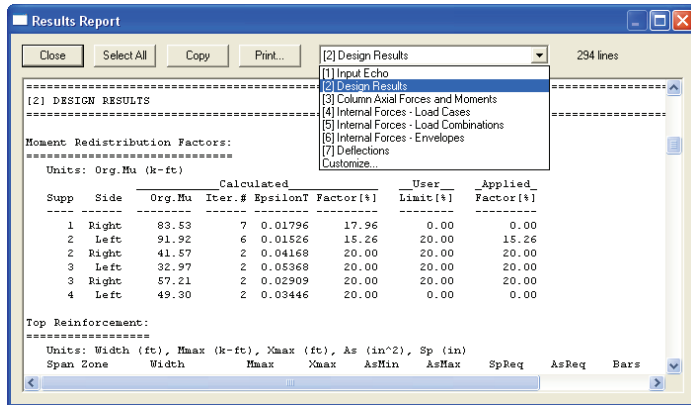 Results Report
Close Select All Copy Print... [2] Design Results 294 lines
[1] Input Echo
[2] Design Results
[3] Column Axial Forces and Moments
[4] Internal Forces - Load Cases
[5] Internal Forces - Load Combinations
[6] Internal Forces - Envelopes
[7] Deflections
Customize...
[2] DESIGN RESULTS
Moment Redistribution Factors:
==============================
Units: Org.Mu (k-ft)
_____________Calculated_____________ ___User__ _Applied_
Supp Side Org.Mu Iter.# EpsilonT Factor[%] Limit[%] Factor[%]
---- ------ -------- ------ -------- --------- --------- ---------
1 Right 83.53 7 0.01796 17.96 0.00 0.00
2 Left 91.92 6 0.01526 15.26 20.00 15.26
2 Right 41.57 2 0.04168 20.00 20.00 20.00
3 Left 32.97 2 0.05368 20.00 20.00 20.00
3 Right 57.21 2 0.02909 20.00 20.00 20.00
4 Left 49.30 2 0.03446 20.00 0.00 0.00
Top Reinforcement:
==================
Units: Width (ft), Mmax (k-ft), Xmax (ft), As (in^2), Sp (in)
Span Zone Width Mmax Xmax AsMin AsMax SpReq AsReq Bars